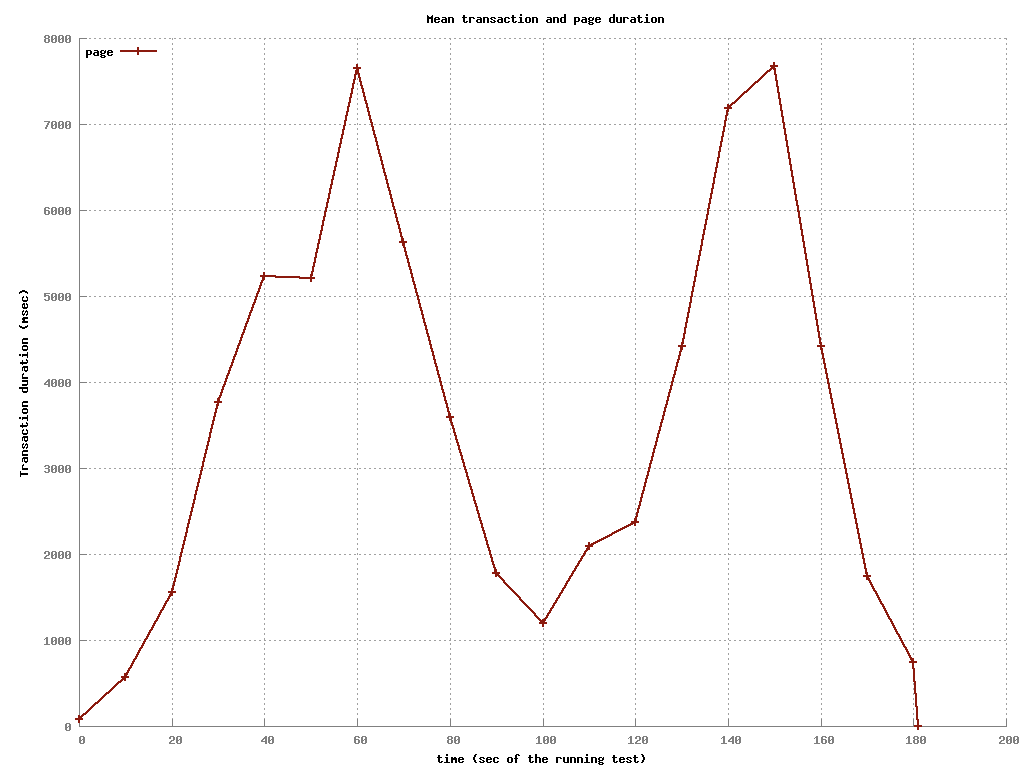 Mean transaction and page duration
page
8000
7000
6000
5000
4000
3000
2000
1000
0
Transaction duration (msec)
0 20 40 60 80 100 120 140 160 180 200
time (sec of the running test)